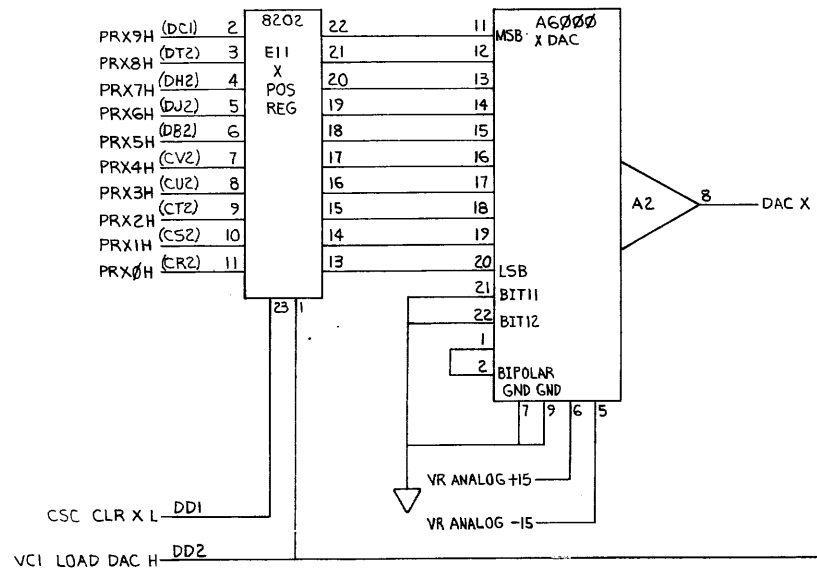 8202
E11
X
POS
REG
A6ØØØ
X DAC
PRX9H (DC1) 2 22 11 MSB
PRX8H (DT2) 3 21 12
PRX7H (DH2) 4 20 13
PRX6H (DJ2) 5 19 14
PRX5H (DB2) 6 18 15
PRX4H (CV2) 7 17 16
PRX3H (CU2) 8 16 17
PRX2H (CT2) 9 15 18
PRX1H (CS2) 10 14 19
PRXØH (CR2) 11 13 20 LSB
A2 8 DAC X
23 1
21 BIT11
22 BIT12
1
2 BIPOLAR
GND GND
7 9 6 5
VR ANALOG +15
VR ANALOG -15
CSC CLR X L DD1
VCI LOAD DAC H DD2